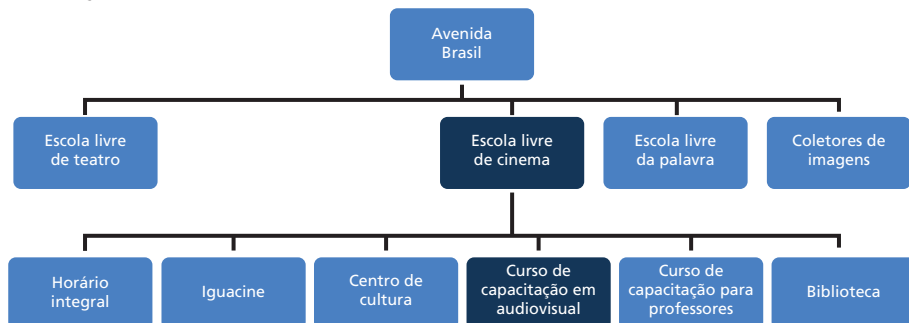 Avenida
Brasil
Escola livre
de teatro
Escola livre
de cinema
Escola livre
da palavra
Coletores de
imagens
Horário
integral
Iguacine
Centro de
cultura
Curso de
capacitação em
audiovisual
Curso de
capacitação para
professores
Biblioteca